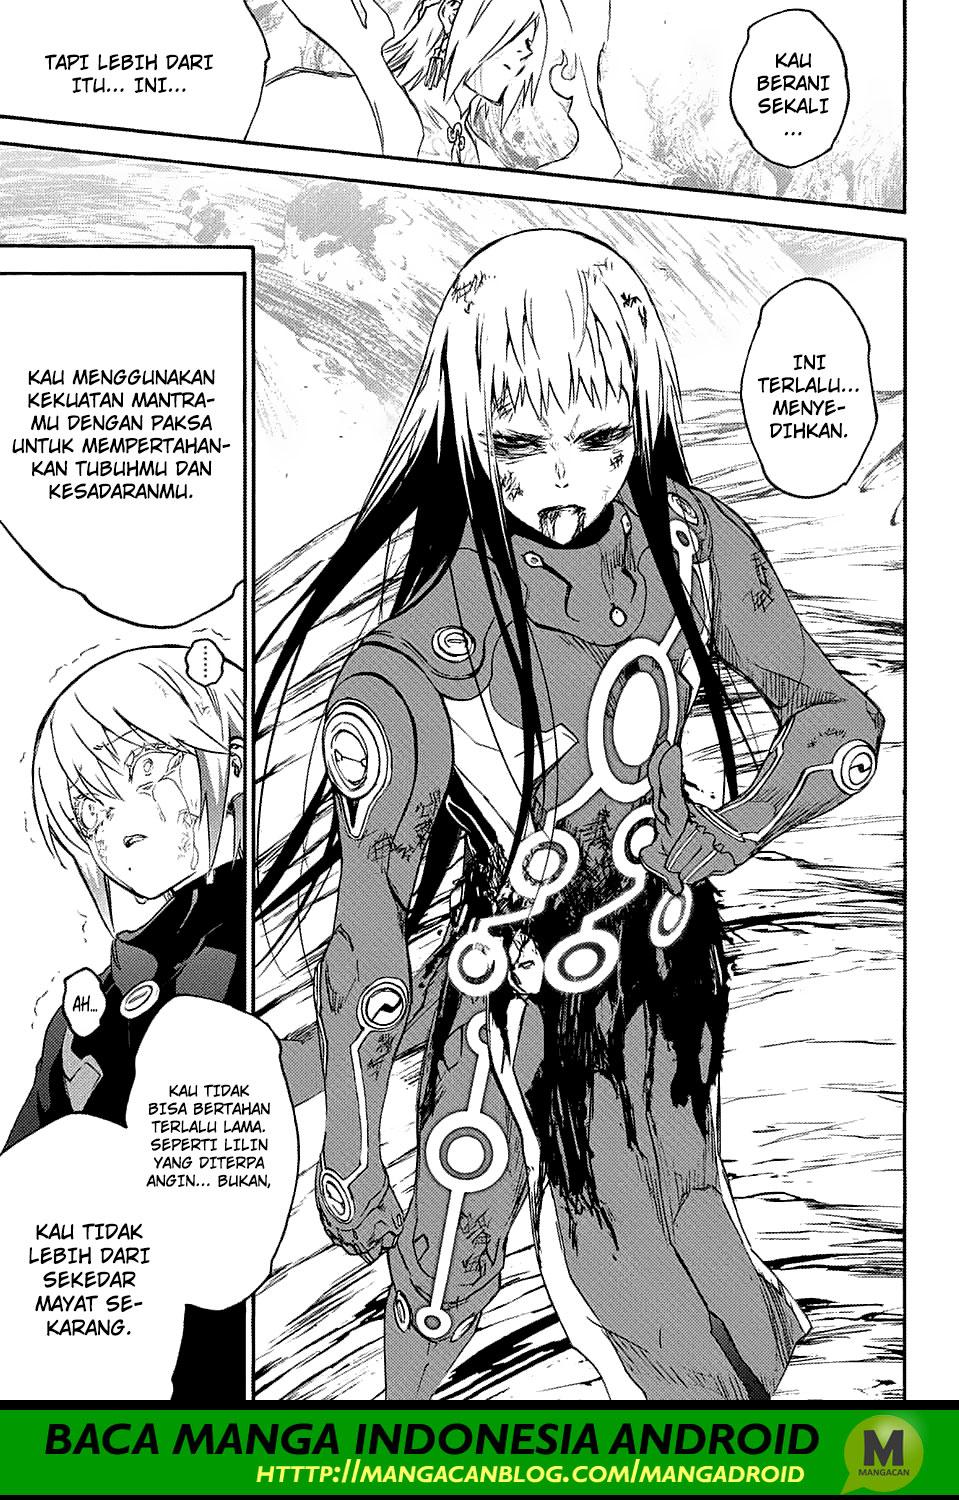 KAU
BERANI
SEKALI
...
TAPI LEBIH DARI
ITU... INI...
INI
TERLALU...
MENYE-
DIHKAN.
KAU MENGGUNAKAN
KEKUATAN MANTRA-
MU DENGAN PAKSA
UNTUK MEMPERTAHAN-
KAN TUBUHMU DAN
KESADARANMU.
.......
AH...
KAU TIDAK
BISA BERTAHAN
TERLALU LAMA.
SEPERTI LILIN
YANG DITERPA
ANGIN... BUKAN,
KAU TIDAK
LEBIH DARI
SEKEDAR
MAYAT SE-
KARANG.
BACA MANGA INDONESIA ANDROID
HTTTP://MANGACANBLOG.COM/MANGADROID
M
MANGACAN